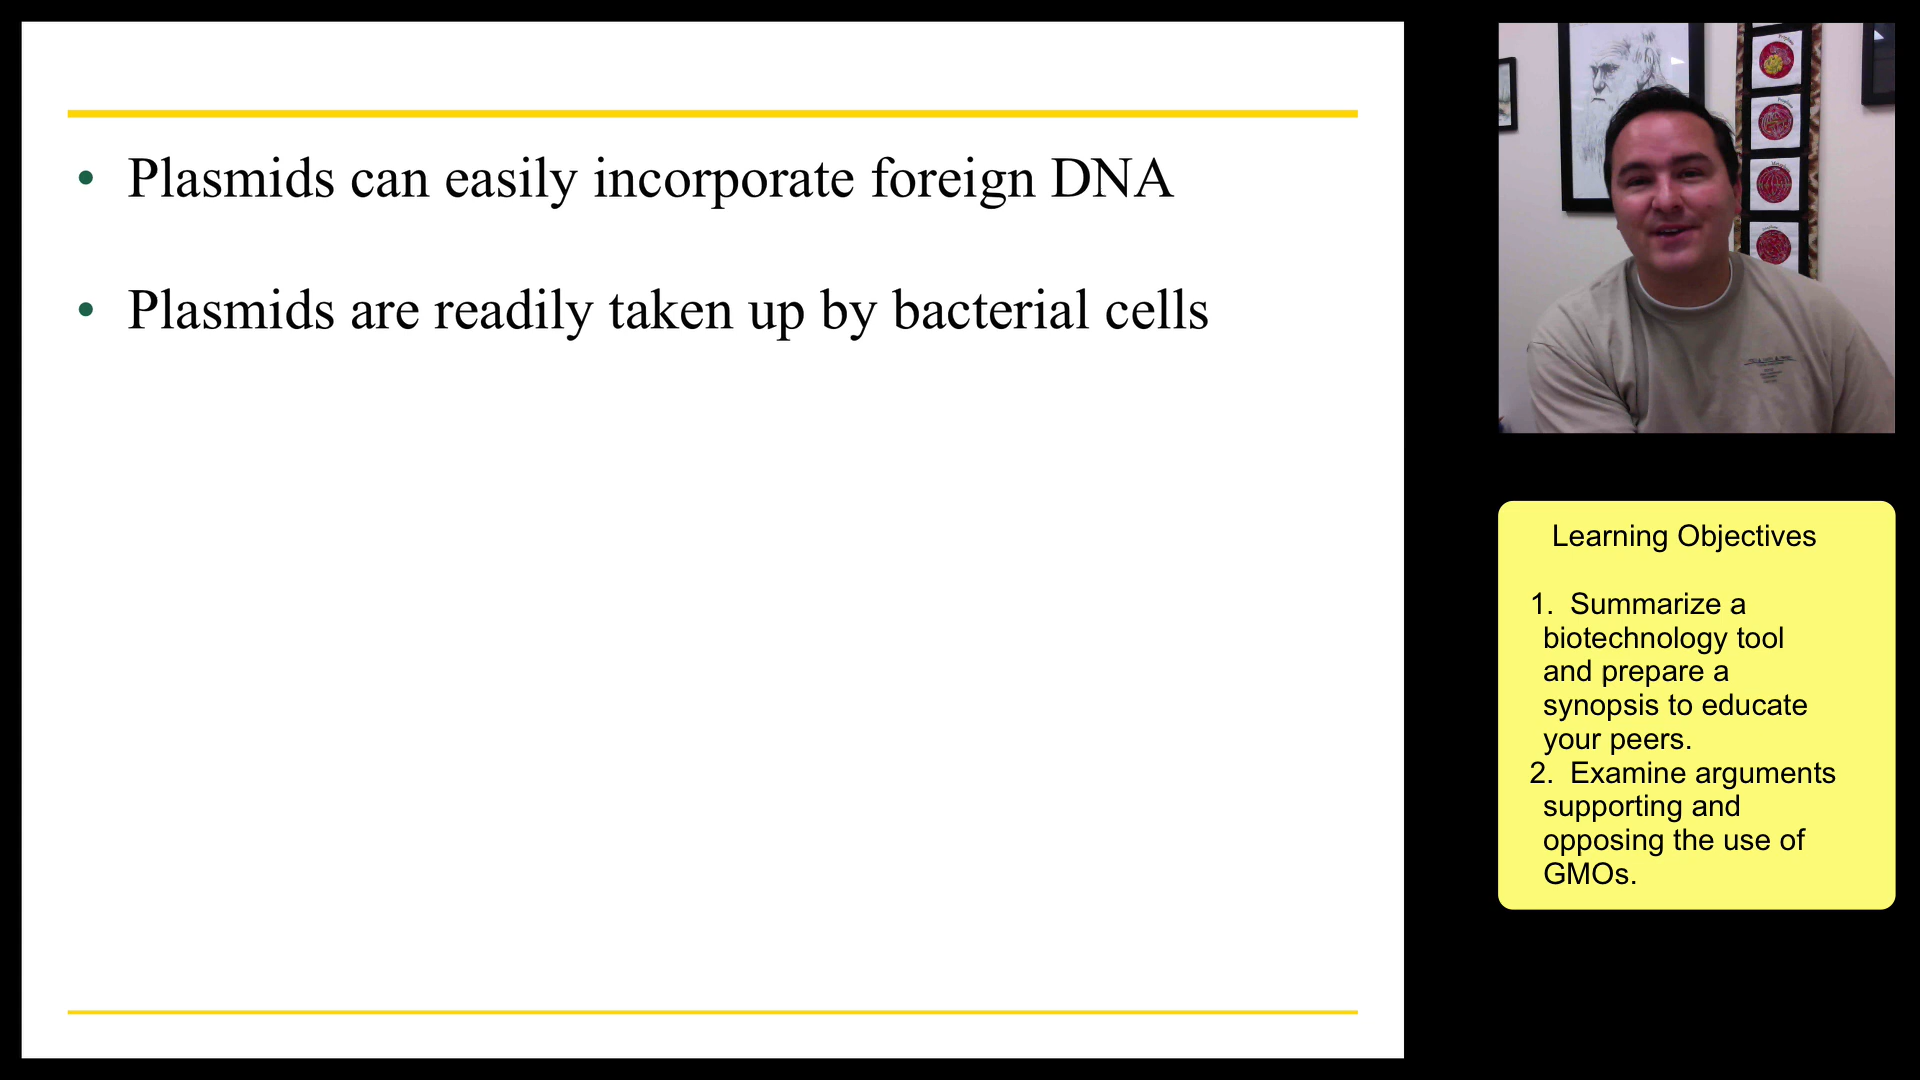 • Plasmids can easily incorporate foreign DNA
• Plasmids are readily taken up by bacterial cells
Learning Objectives
1. Summarize a
biotechnology tool
and prepare a
synopsis to educate
your peers.
2. Examine arguments
supporting and
opposing the use of
GMOs.